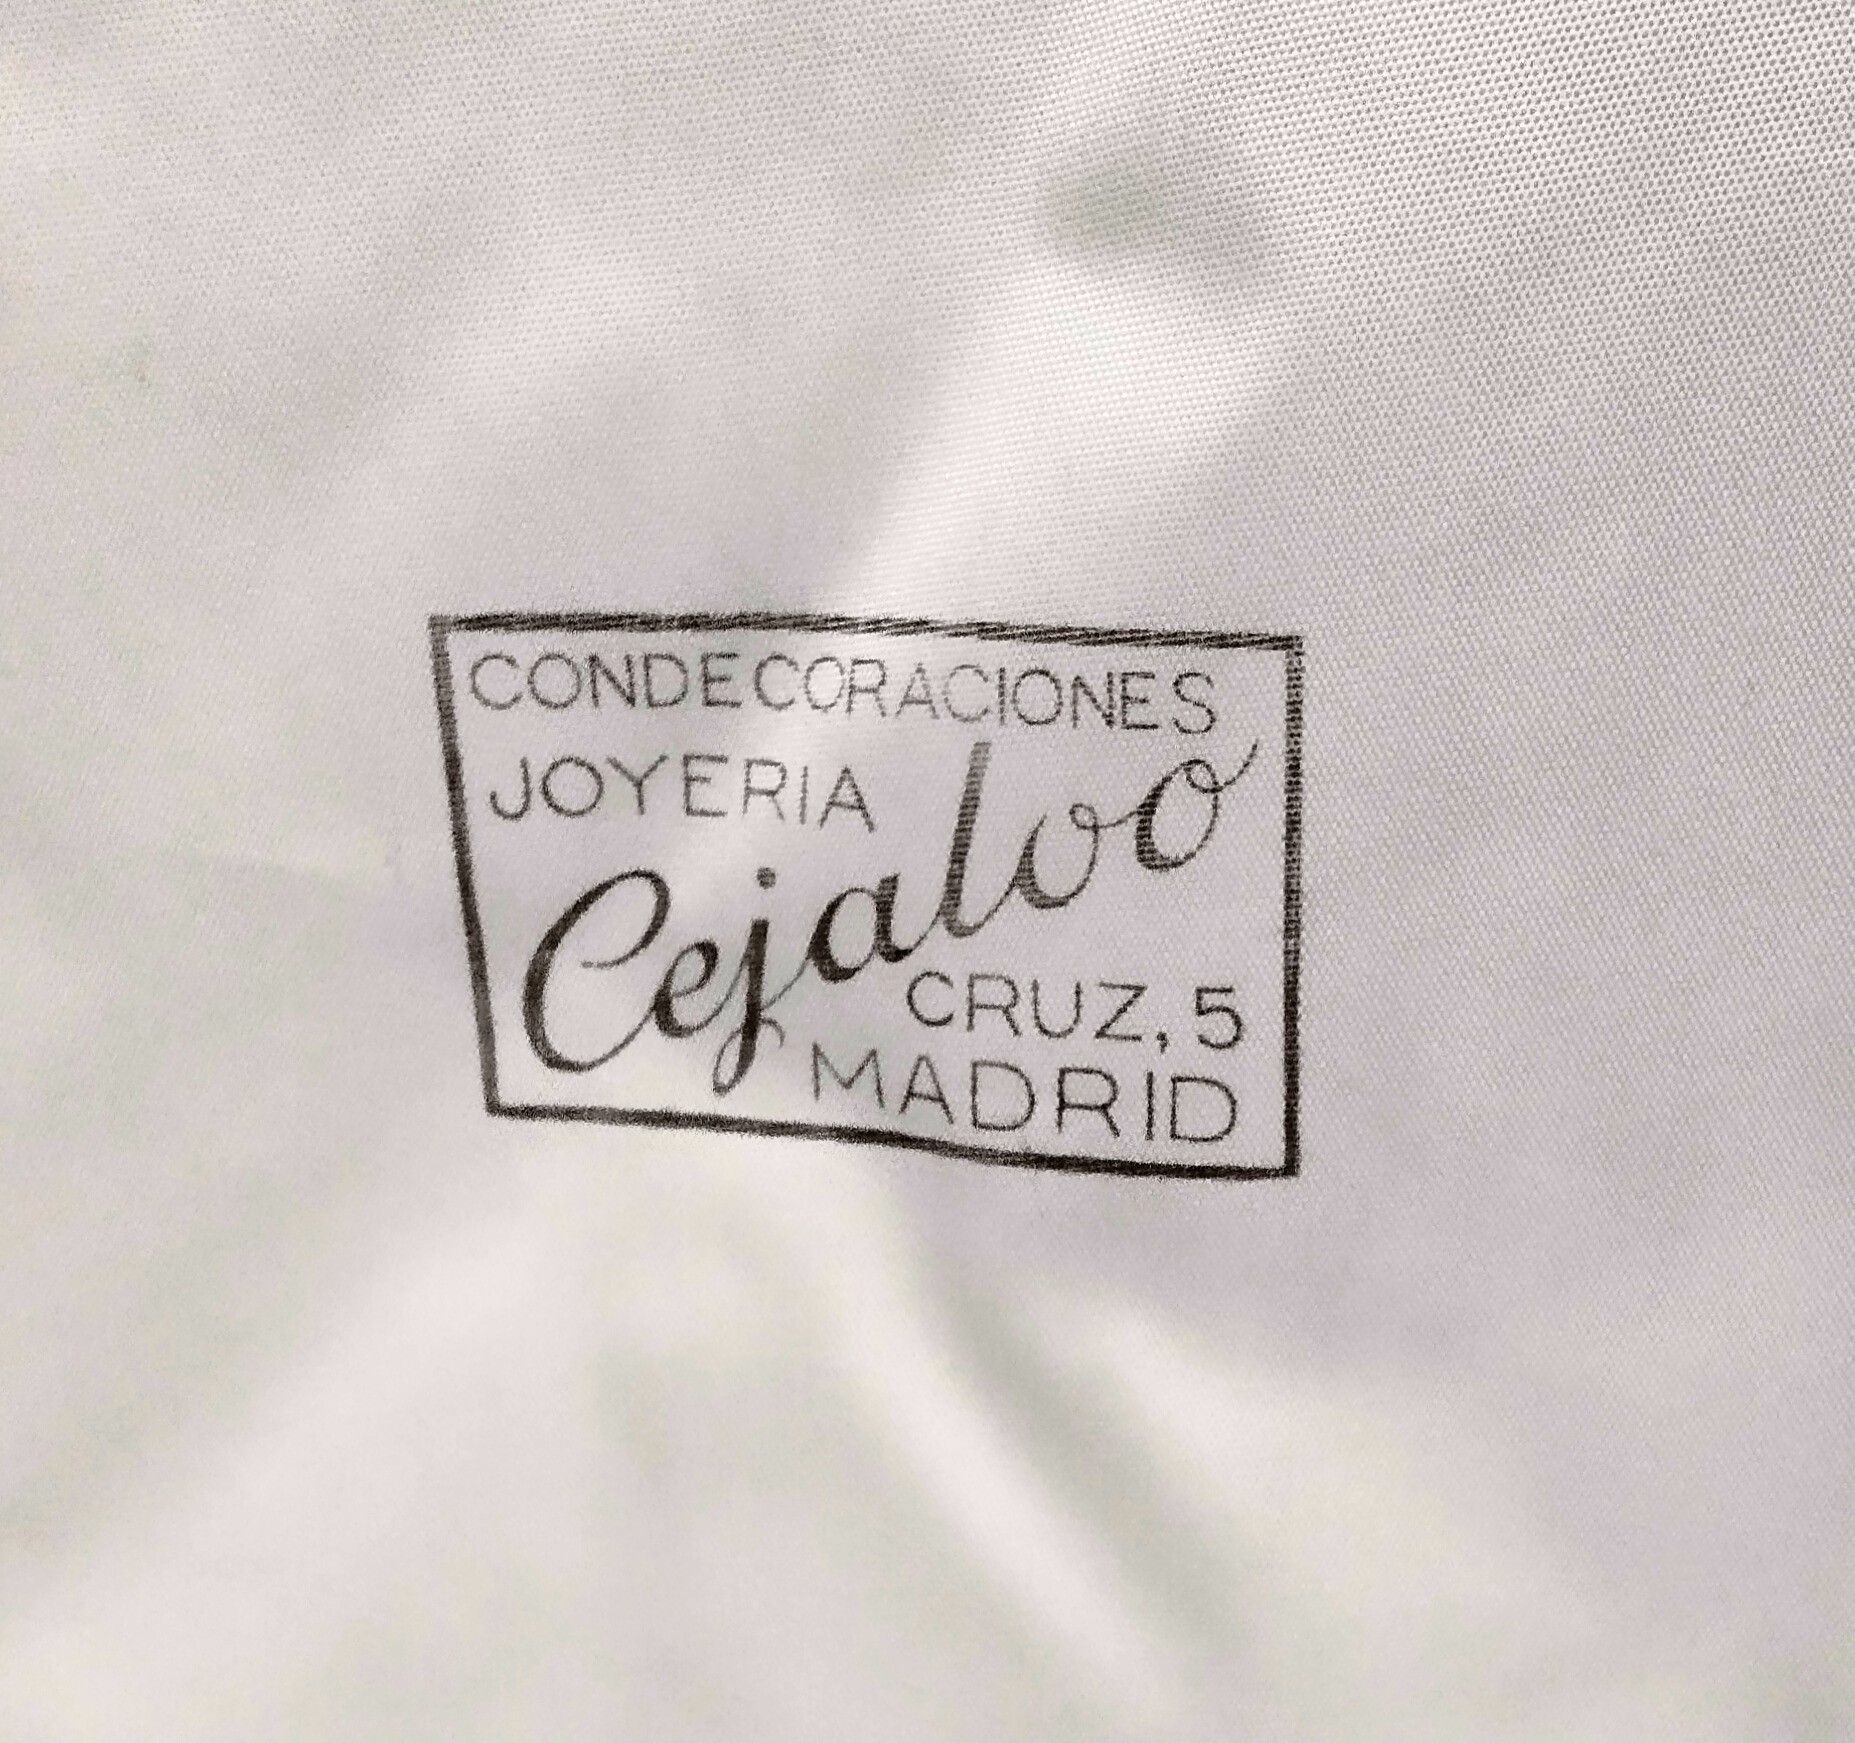 CONDECORACIONES
JOYERIA
Cejalvo
CRUZ, 5
MADRID